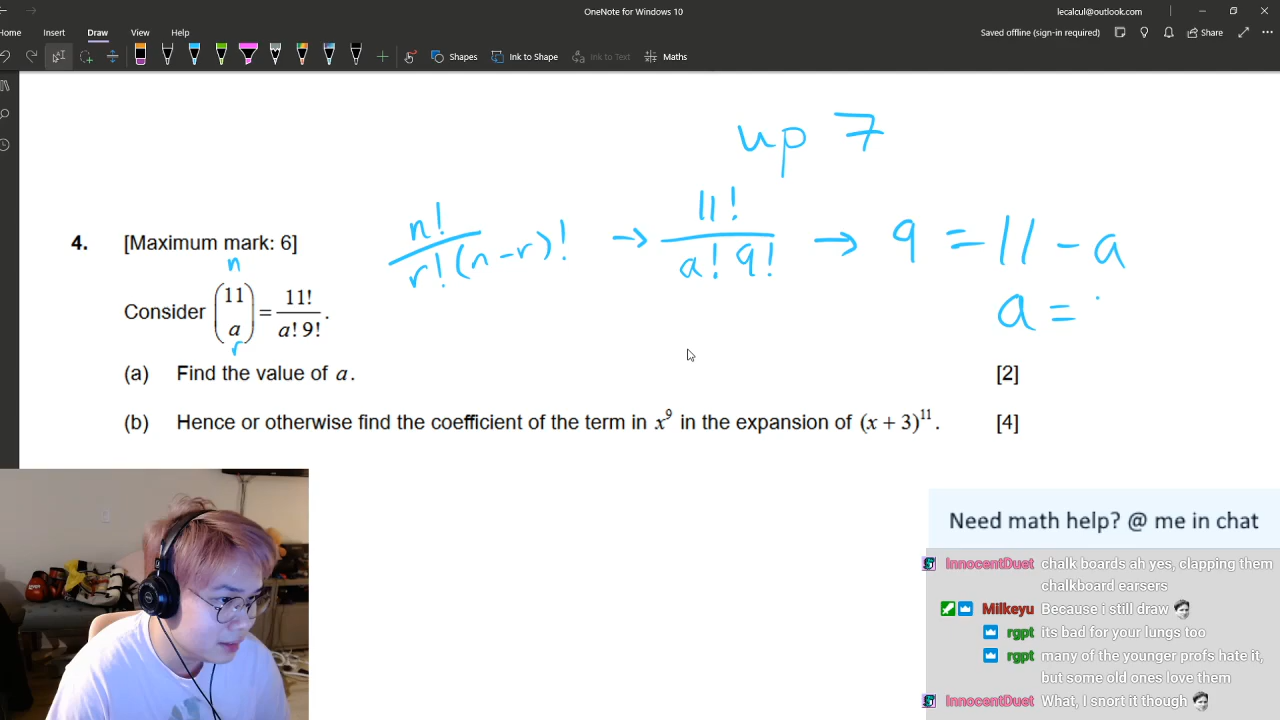 OneNote for Windows 10
lecalcul@outlook.com
Home Insert Draw View Help
Saved offline (sign-in required) Share
Shapes Ink to Shape Ink to Text Maths
up 7
n! / r!(n-r)! → 11! / a! 9! → 9 = 11 - a
a =
4. [Maximum mark: 6]
n
Consider (11 a) = 11! / a! 9! .
r
(a) Find the value of a. [2]
(b) Hence or otherwise find the coefficient of the term in x⁹ in the expansion of (x + 3)¹¹. [4]
Need math help? @ me in chat
InnocentDuet chalk boards ah yes, clapping them
chalkboard earsers
Milkeyu Because i still draw
rgpt its bad for your lungs too
rgpt many of the younger profs hate it,
but some old ones love them
InnocentDuet What, I snort it though